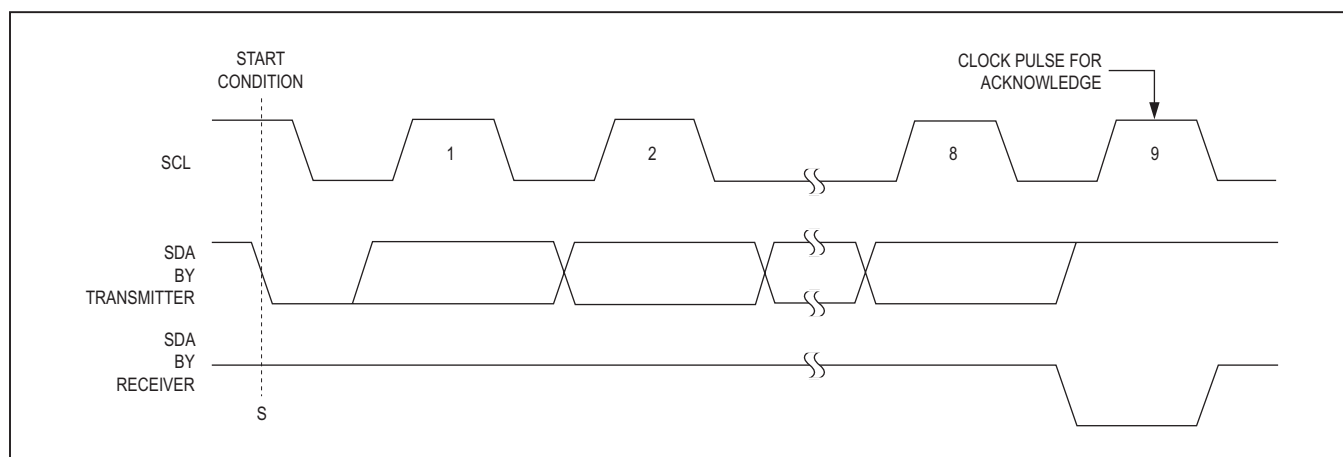 START
CONDITION
CLOCK PULSE FOR
ACKNOWLEDGE
SCL
1
2
8
9
SDA
BY
TRANSMITTER
SDA
BY
RECEIVER
S